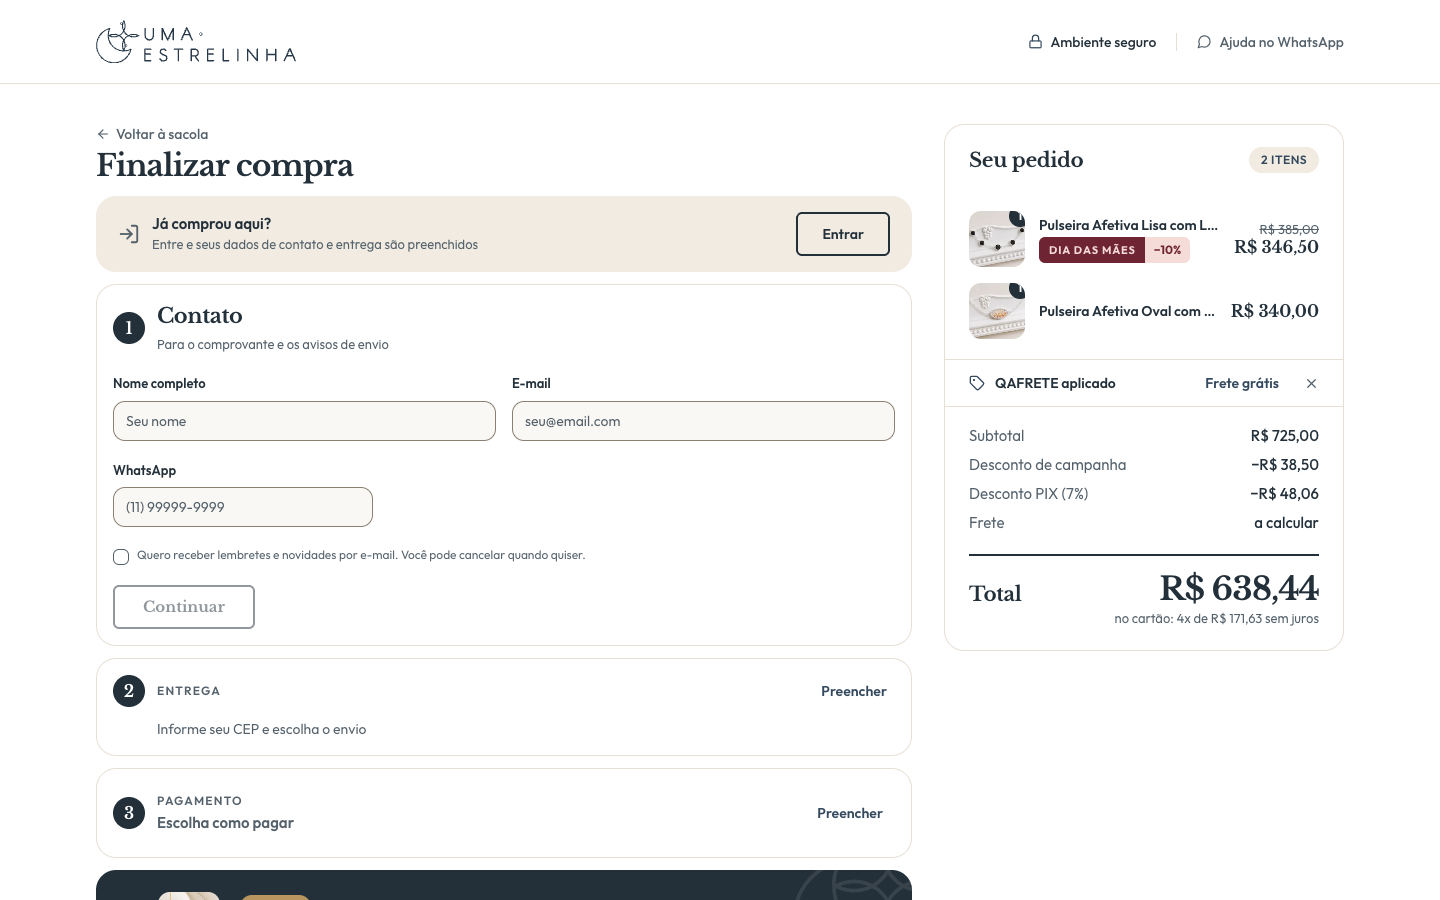 UMA
ESTRELINHA
Ambiente seguro
Ajuda no WhatsApp
Voltar à sacola
Finalizar compra
Já comprou aqui?
Entre e seus dados de contato e entrega são preenchidos
Entrar
1
Contato
Para o comprovante e os avisos de envio
Nome completo
E-mail
Seu nome
seu@email.com
WhatsApp
(11) 99999-9999
Quero receber lembretes e novidades por e-mail. Você pode cancelar quando quiser.
Continuar
2
ENTREGA
Preencher
Informe seu CEP e escolha o envio
3
PAGAMENTO
Escolha como pagar
Preencher
Seu pedido
2 ITENS
Pulseira Afetiva Lisa com L...
R$ 385,00
DIA DAS MÃES
−10%
R$ 346,50
Pulseira Afetiva Oval com ...
R$ 340,00
QAFRETE aplicado
Frete grátis
Subtotal
R$ 725,00
Desconto de campanha
−R$ 38,50
Desconto PIX (7%)
−R$ 48,06
Frete
a calcular
Total
R$ 638,44
no cartão: 4x de R$ 171,63 sem juros